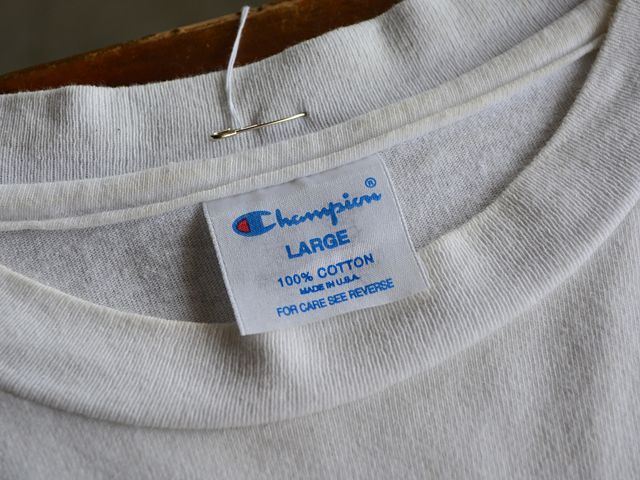 Champion®
LARGE
100% COTTON
MADE IN U.S.A.
FOR CARE SEE REVERSE